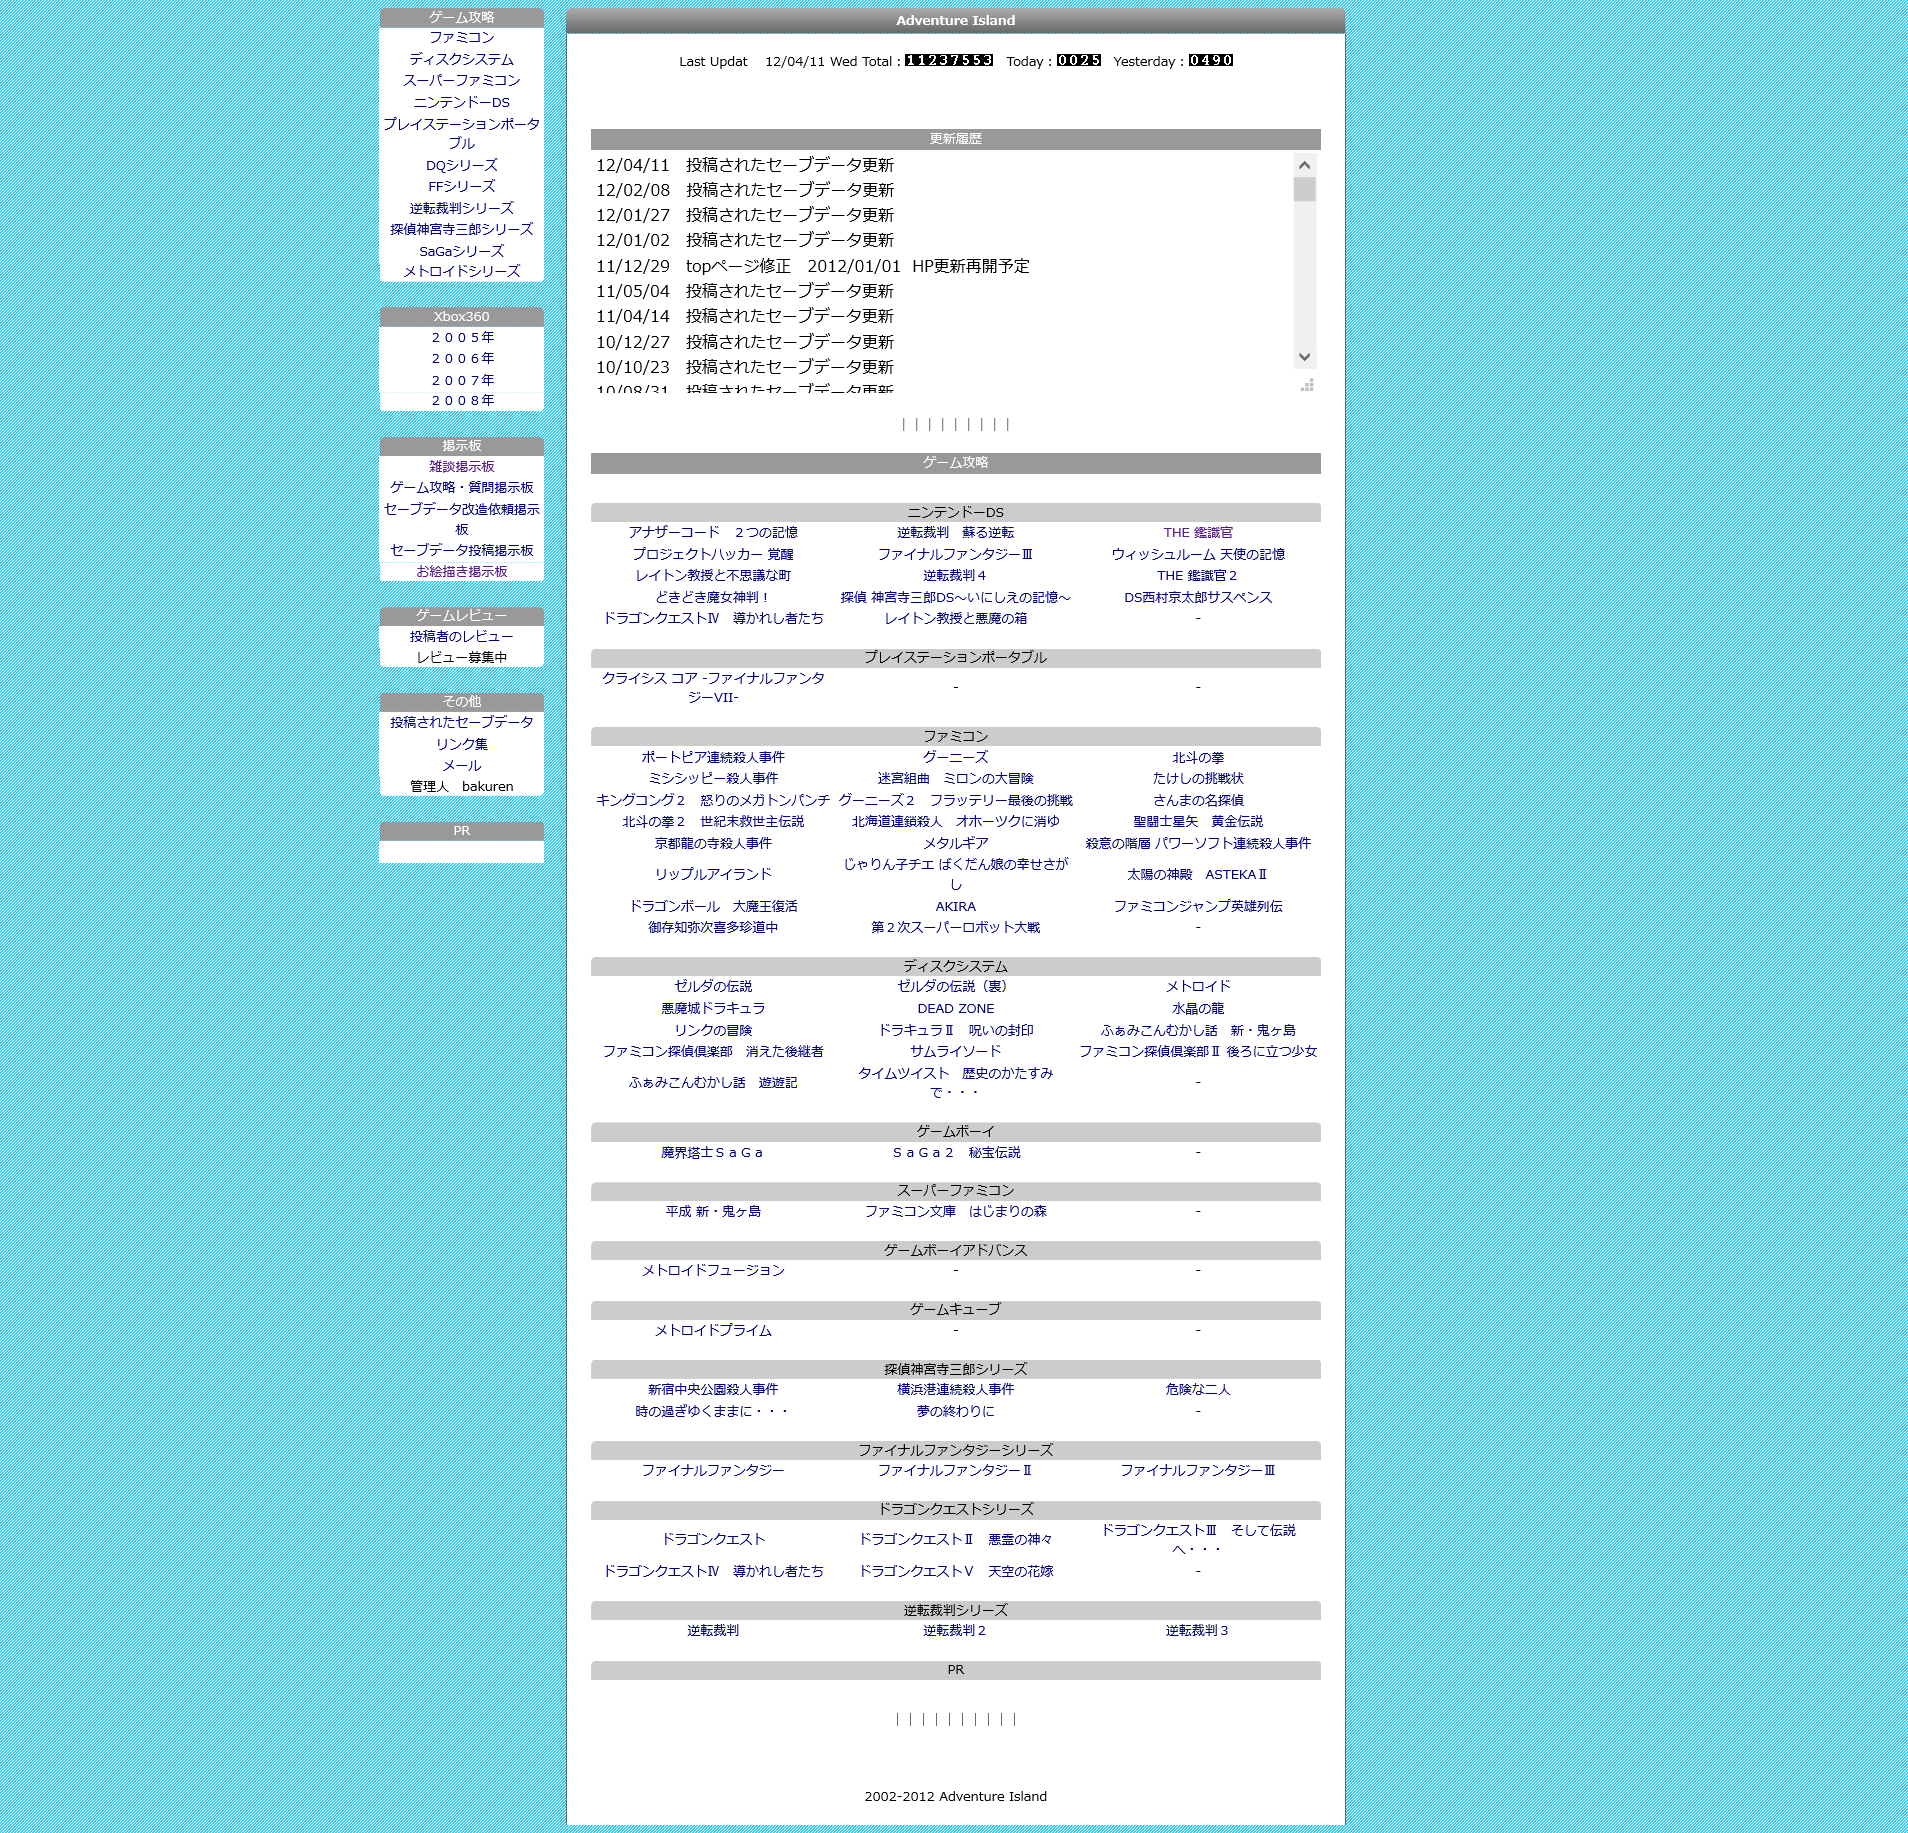 ゲーム攻略
ファミコン
ディスクシステム
スーパーファミコン
ニンテンドーDS
プレイステーションポータ
ブル
DQシリーズ
FFシリーズ
逆転裁判シリーズ
探偵神宮寺三郎シリーズ
SaGaシリーズ
メトロイドシリーズ
Xbox360
２００５年
２００６年
２００７年
２００８年
掲示板
雑談掲示板
ゲーム攻略・質問掲示板
セーブデータ改造依頼掲示
板
セーブデータ投稿掲示板
お絵描き掲示板
ゲームレビュー
投稿者のレビュー
レビュー募集中
その他
投稿されたセーブデータ
リンク集
メール
管理人　bakuren
PR
Adventure Island
Last Updat　12/04/11 Wed Total : 11237553　Today : 0025　Yesterday : 0490
更新履歴
12/04/11　投稿されたセーブデータ更新
12/02/08　投稿されたセーブデータ更新
12/01/27　投稿されたセーブデータ更新
12/01/02　投稿されたセーブデータ更新
11/12/29　topページ修正　2012/01/01 HP更新再開予定
11/05/04　投稿されたセーブデータ更新
11/04/14　投稿されたセーブデータ更新
10/12/27　投稿されたセーブデータ更新
10/10/23　投稿されたセーブデータ更新
10/08/31　投稿されたセーブデータ更新
| | | | | | | | |
ゲーム攻略
ニンテンドーDS
アナザーコード　２つの記憶　逆転裁判　蘇る逆転　THE 鑑識官
プロジェクトハッカー 覚醒　ファイナルファンタジーⅢ　ウィッシュルーム 天使の記憶
レイトン教授と不思議な町　逆転裁判４　THE 鑑識官２
どきどき魔女神判！　探偵 神宮寺三郎DS～いにしえの記憶～　DS西村京太郎サスペンス
ドラゴンクエストⅣ　導かれし者たち　レイトン教授と悪魔の箱　-
プレイステーションポータブル
クライシス コア -ファイナルファンタ
ジーVII-　-　-
ファミコン
ポートピア連続殺人事件　グーニーズ　北斗の拳
ミシシッピー殺人事件　迷宮組曲　ミロンの大冒険　たけしの挑戦状
キングコング２　怒りのメガトンパンチ　グーニーズ２　フラッテリー最後の挑戦　さんまの名探偵
北斗の拳２　世紀末救世主伝説　北海道連鎖殺人　オホーツクに消ゆ　聖闘士星矢　黄金伝説
京都龍の寺殺人事件　メタルギア　殺意の階層 パワーソフト連続殺人事件
リップルアイランド　じゃりん子チエ ばくだん娘の幸せさが
し　太陽の神殿　ASTEKAⅡ
ドラゴンボール　大魔王復活　AKIRA　ファミコンジャンプ英雄列伝
御存知弥次喜多珍道中　第２次スーパーロボット大戦　-
ディスクシステム
ゼルダの伝説　ゼルダの伝説（裏）　メトロイド
悪魔城ドラキュラ　DEAD ZONE　水晶の龍
リンクの冒険　ドラキュラⅡ　呪いの封印　ふぁみこんむかし話　新・鬼ヶ島
ファミコン探偵倶楽部　消えた後継者　サムライソード　ファミコン探偵倶楽部Ⅱ 後ろに立つ少女
ふぁみこんむかし話　遊遊記　タイムツイスト　歴史のかたすみ
で・・・　-
ゲームボーイ
魔界塔士ＳａＧａ　ＳａＧａ２　秘宝伝説　-
スーパーファミコン
平成 新・鬼ヶ島　ファミコン文庫　はじまりの森　-
ゲームボーイアドバンス
メトロイドフュージョン　-　-
ゲームキューブ
メトロイドプライム　-　-
探偵神宮寺三郎シリーズ
新宿中央公園殺人事件　横浜港連続殺人事件　危険な二人
時の過ぎゆくままに・・・　夢の終わりに　-
ファイナルファンタジーシリーズ
ファイナルファンタジー　ファイナルファンタジーⅡ　ファイナルファンタジーⅢ
ドラゴンクエストシリーズ
ドラゴンクエスト　ドラゴンクエストⅡ　悪霊の神々　ドラゴンクエストⅢ　そして伝説
へ・・・
ドラゴンクエストⅣ　導かれし者たち　ドラゴンクエストⅤ　天空の花嫁　-
逆転裁判シリーズ
逆転裁判　逆転裁判２　逆転裁判３
PR
| | | | | | | | | |
2002-2012 Adventure Island